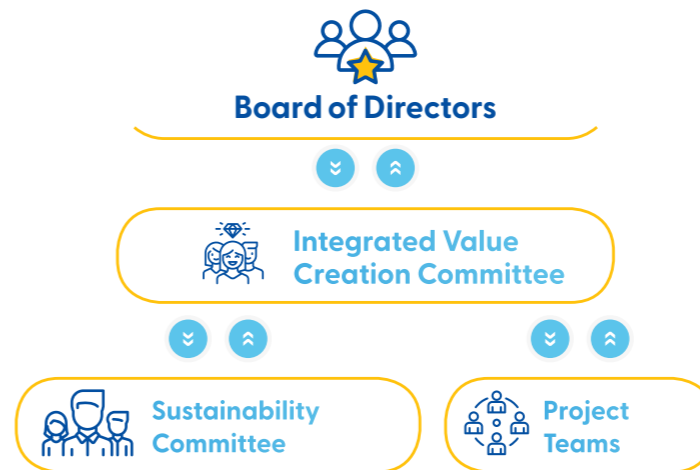 Board of Directors
Integrated Value
Creation Committee
Sustainability
Committee
Project
Teams